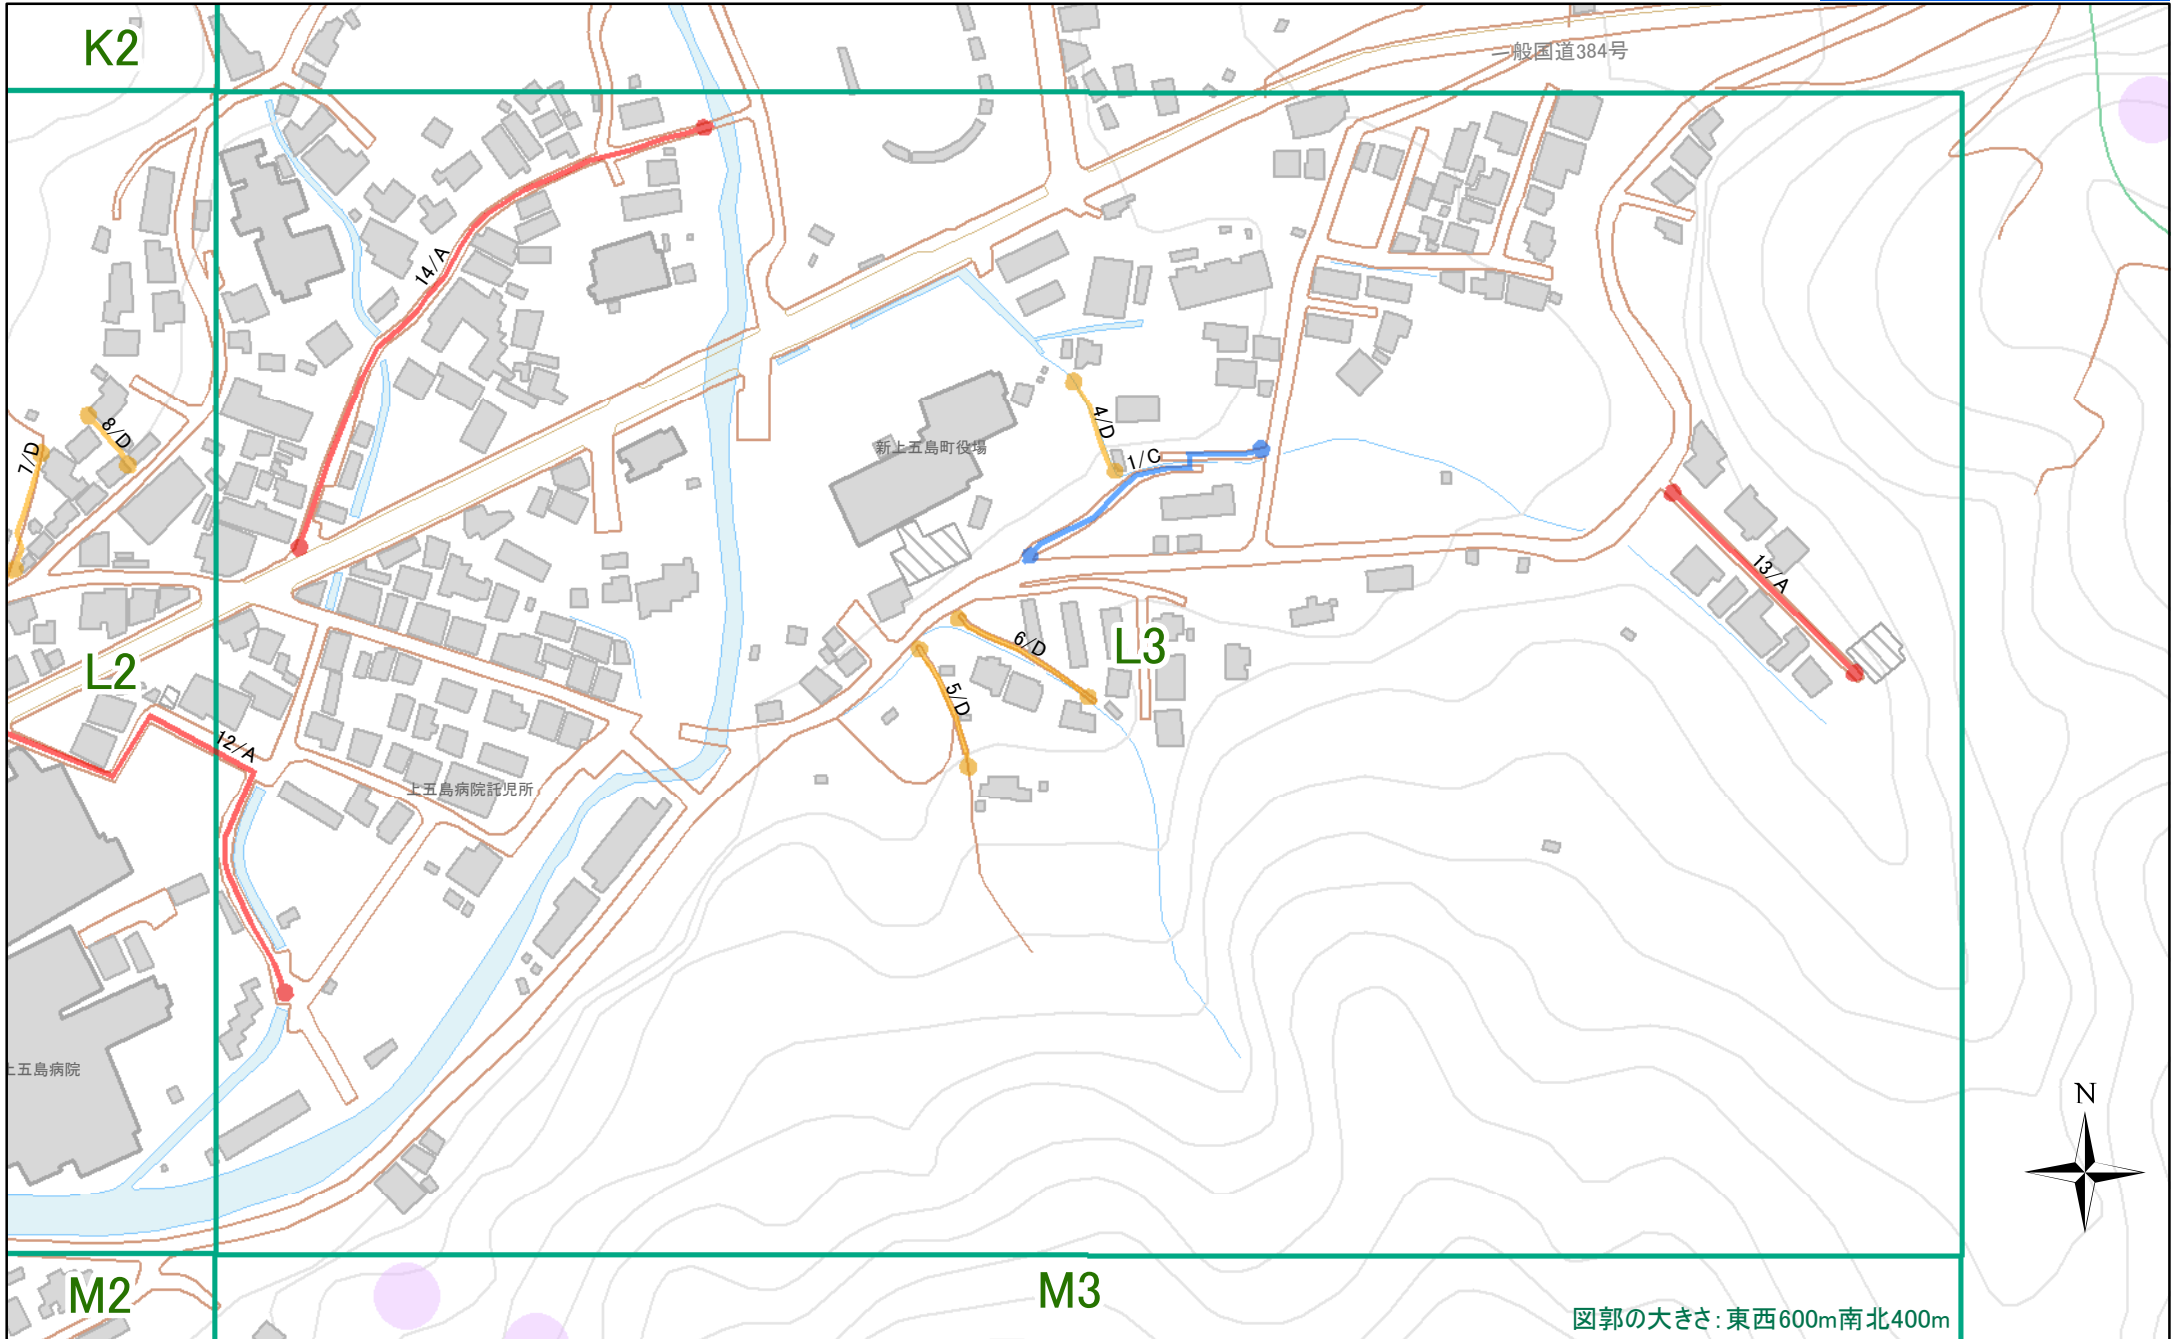 K2
一般国道384号
14/A
4/D
8/D
7/D
新上五島町役場
1/C
13/A
6/D
L3
L2
5/D
12/A
上五島病院託児所
上五島病院
N
M2
M3
図郭の大きさ：東西600m南北400m